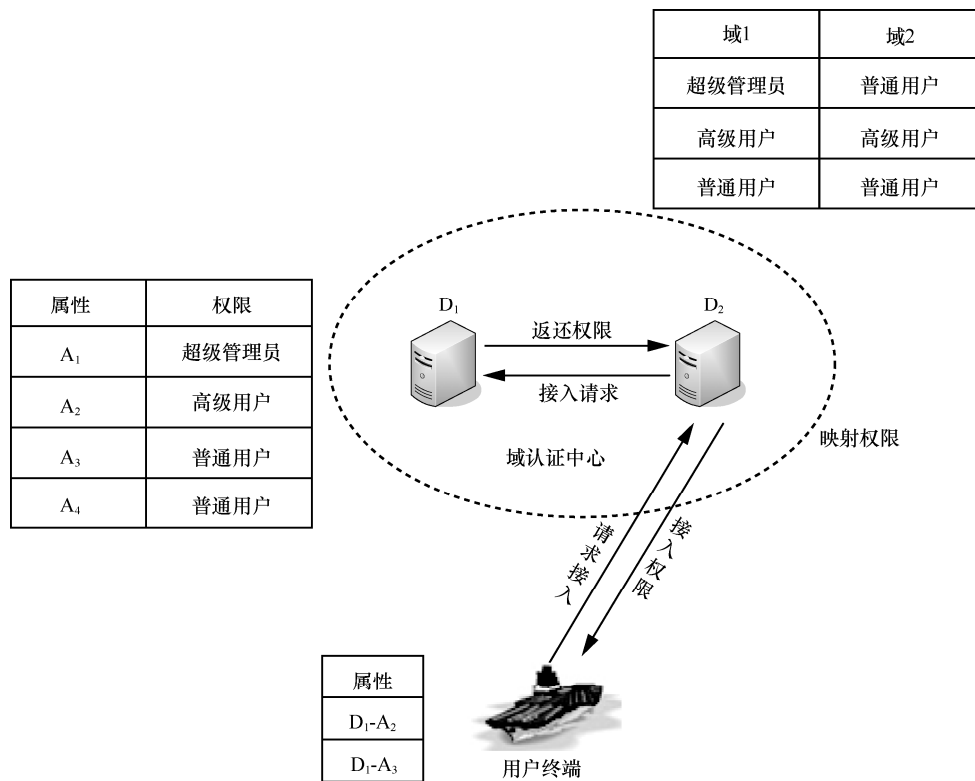 域1 域2
超级管理员 普通用户
高级用户 高级用户
普通用户 普通用户
属性 权限
A₁ 超级管理员
A₂ 高级用户
A₃ 普通用户
A₄ 普通用户
D₁ D₂
返还权限
接入请求
域认证中心
映射权限
请求接入
接入权限
属性
D₁-A₂
D₁-A₃
用户终端